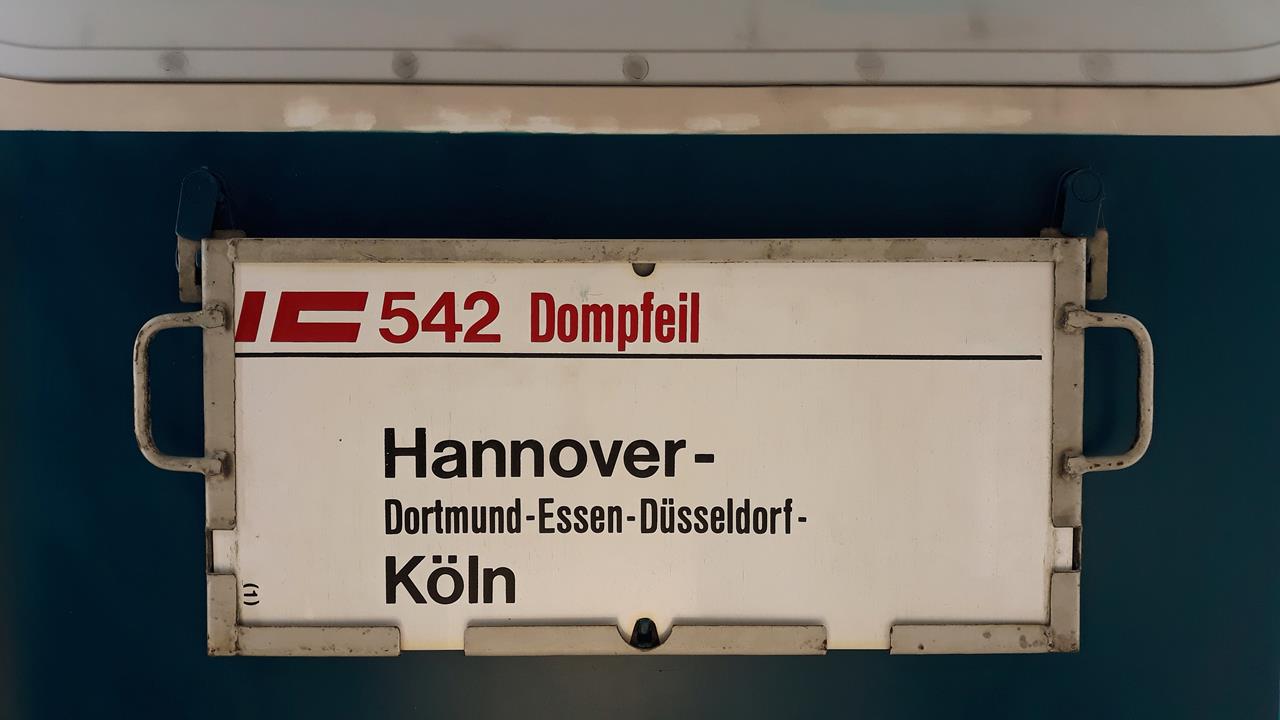 IC 542 Dompfeil
Hannover-
Dortmund-Essen-Düsseldorf-
Köln
(1)